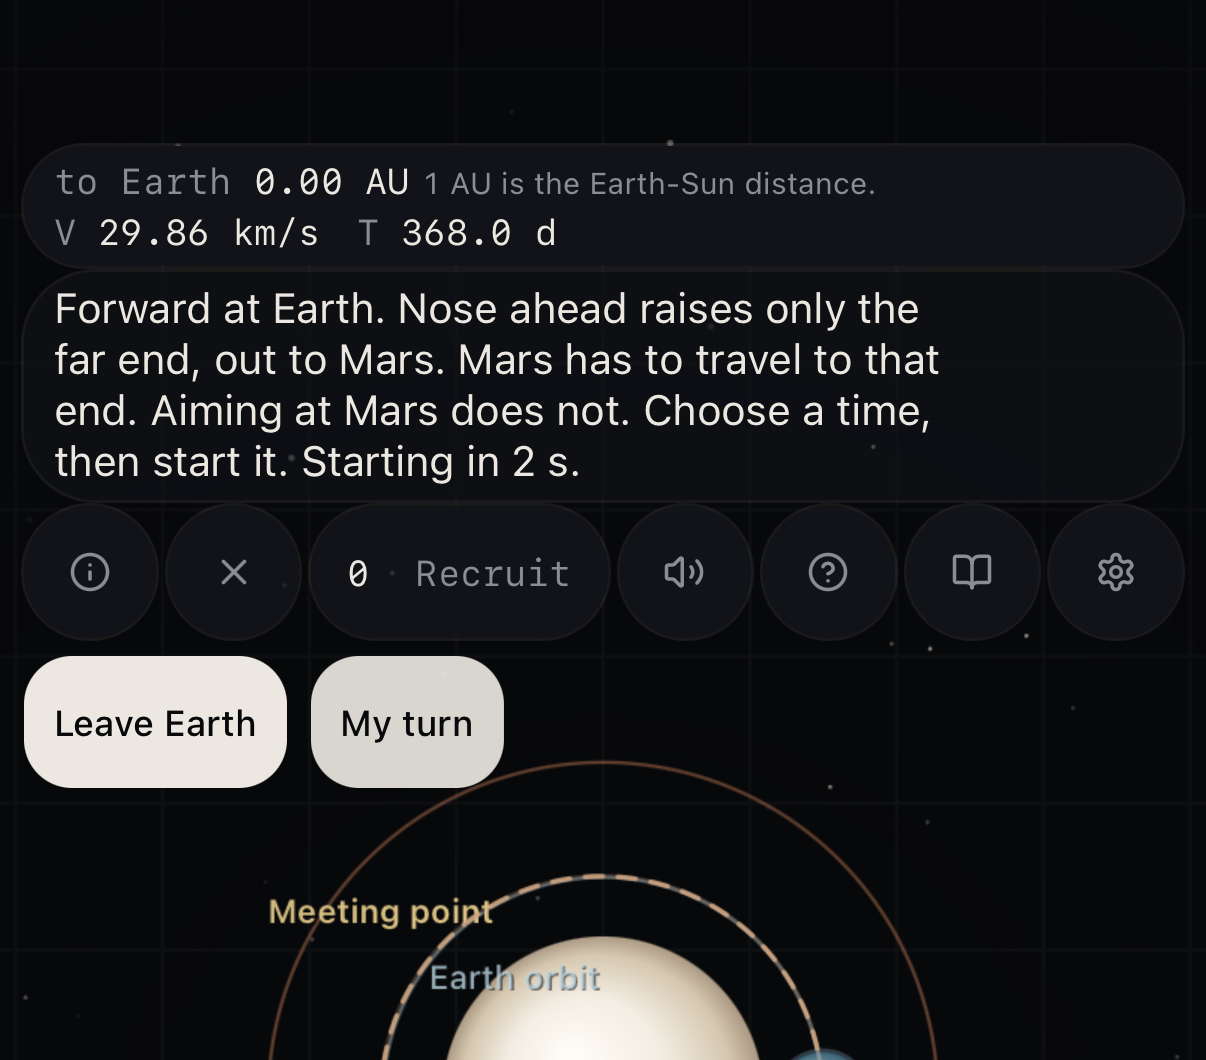 to Earth 0.00 AU 1 AU is the Earth-Sun distance.
V 29.86 km/s T 368.0 d
Forward at Earth. Nose ahead raises only the
far end, out to Mars. Mars has to travel to that
end. Aiming at Mars does not. Choose a time,
then start it. Starting in 2 s.
0 · Recruit
Leave Earth
My turn
Meeting point
Earth orbit